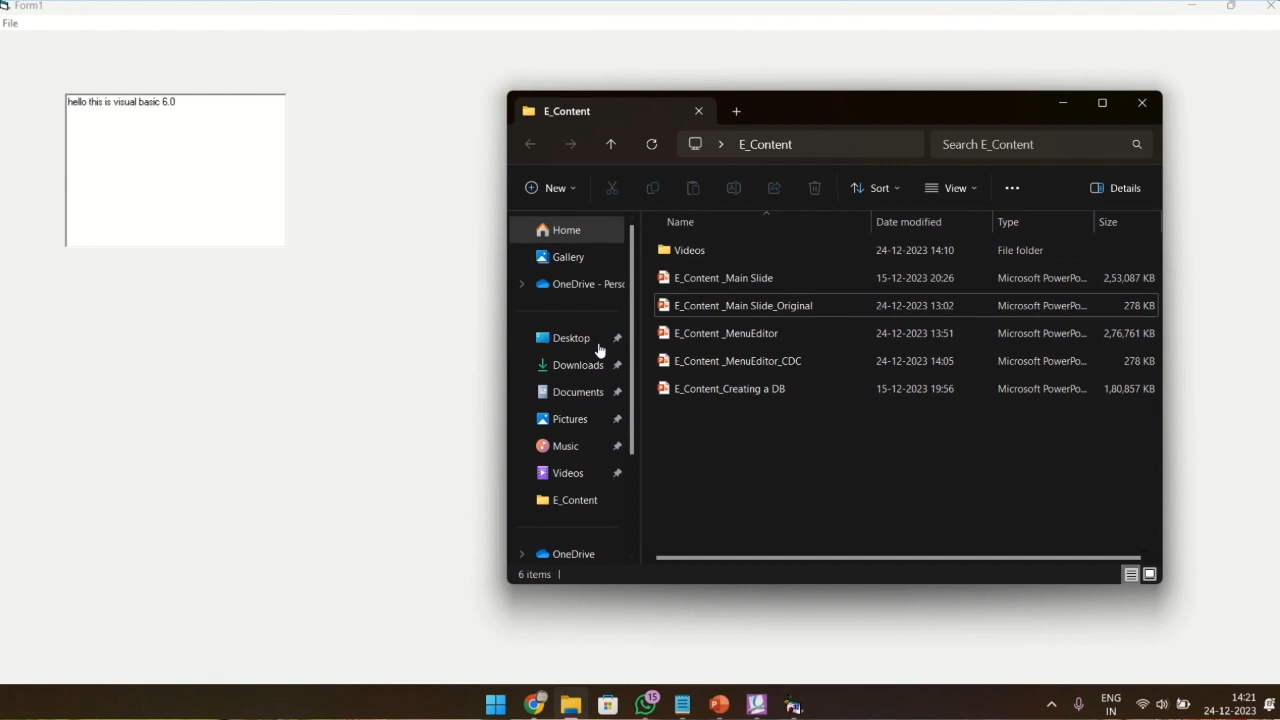 Form1
File
hello this is visual basic 6.0
E_Content
E_Content
Search E_Content
New
Sort
View
Details
Name
Date modified
Type
Size
Home
Gallery
OneDrive - Persc
Desktop
Downloads
Documents
Pictures
Music
Videos
E_Content
OneDrive
Videos 24-12-2023 14:10 File folder
E_Content _Main Slide 15-12-2023 20:26 Microsoft PowerPo... 2,53,087 KB
E_Content _Main Slide_Original 24-12-2023 13:02 Microsoft PowerPo... 278 KB
E_Content _MenuEditor 24-12-2023 13:51 Microsoft PowerPo... 2,76,761 KB
E_Content _MenuEditor_CDC 24-12-2023 14:05 Microsoft PowerPo... 278 KB
E_Content_Creating a DB 15-12-2023 19:56 Microsoft PowerPo... 1,80,857 KB
6 items
15
ENG
IN
14:21
24-12-2023